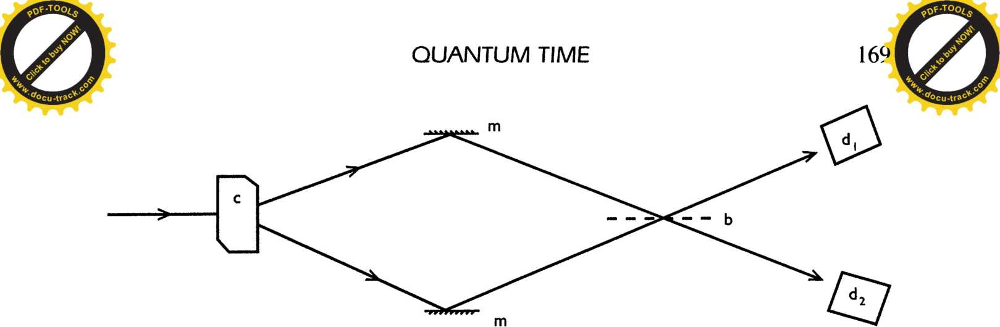 PDF-TOOLS
Click to buy NOW!
www.docu-track.com
QUANTUM TIME
169
PDF-TOOLS
Click to buy NOW!
www.docu-track.com
m
d1
c
b
d2
m